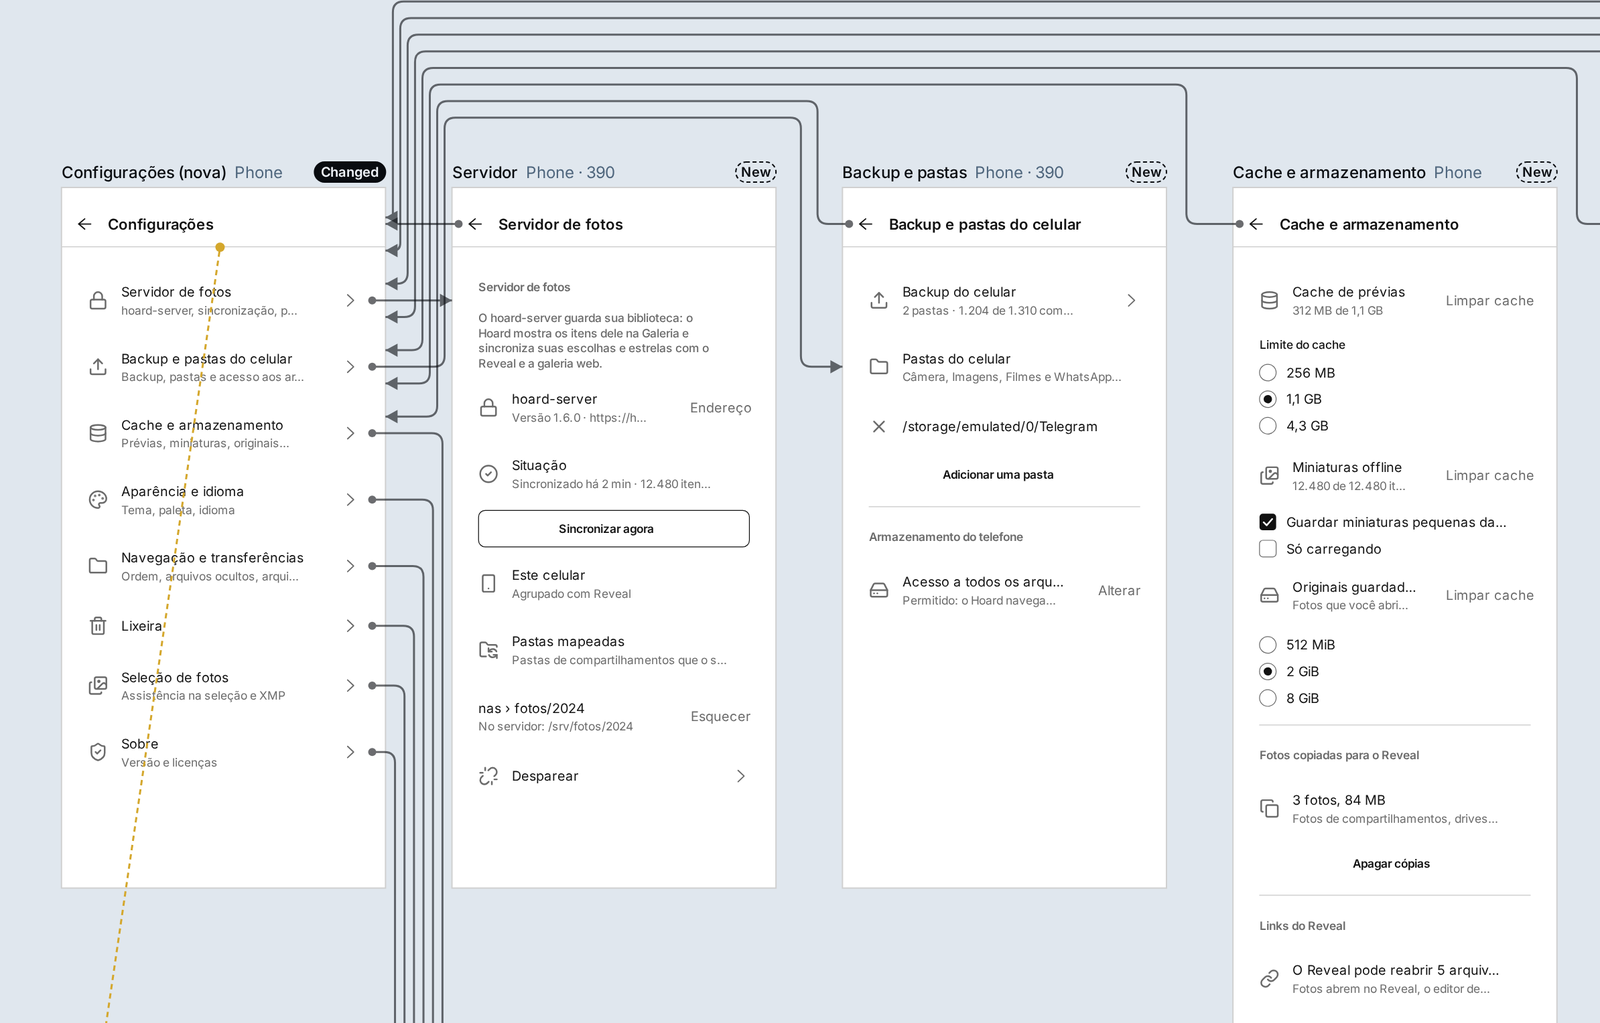 Configurações (nova) Phone Changed
Configurações
Servidor de fotos
hoard-server, sincronização, p...
Backup e pastas do celular
Backup, pastas e acesso aos ar...
Cache e armazenamento
Prévias, miniaturas, originais...
Aparência e idioma
Tema, paleta, idioma
Navegação e transferências
Ordem, arquivos ocultos, arqui...
Lixeira
Seleção de fotos
Assistência na seleção e XMP
Sobre
Versão e licenças
Servidor Phone · 390 New
Servidor de fotos
Servidor de fotos
O hoard-server guarda sua biblioteca: o
Hoard mostra os itens dele na Galeria e
sincroniza suas escolhas e estrelas com o
Reveal e a galeria web.
hoard-server
Versão 1.6.0 · https://h...
Endereço
Situação
Sincronizado há 2 min · 12.480 iten...
Sincronizar agora
Este celular
Agrupado com Reveal
Pastas mapeadas
Pastas de compartilhamentos que o s...
nas › fotos/2024
No servidor: /srv/fotos/2024
Esquecer
Desparear
Backup e pastas Phone · 390 New
Backup e pastas do celular
Backup do celular
2 pastas · 1.204 de 1.310 com...
Pastas do celular
Câmera, Imagens, Filmes e WhatsApp...
/storage/emulated/0/Telegram
Adicionar uma pasta
Armazenamento do telefone
Acesso a todos os arqu...
Permitido: o Hoard navega...
Alterar
Cache e armazenamento Phone New
Cache e armazenamento
Cache de prévias
312 MB de 1,1 GB
Limpar cache
Limite do cache
256 MB
1,1 GB
4,3 GB
Miniaturas offline
12.480 de 12.480 it...
Limpar cache
Guardar miniaturas pequenas da...
Só carregando
Originais guardad...
Fotos que você abri...
Limpar cache
512 MiB
2 GiB
8 GiB
Fotos copiadas para o Reveal
3 fotos, 84 MB
Fotos de compartilhamentos, drives...
Apagar cópias
Links do Reveal
O Reveal pode reabrir 5 arquiv...
Fotos abrem no Reveal, o editor de...